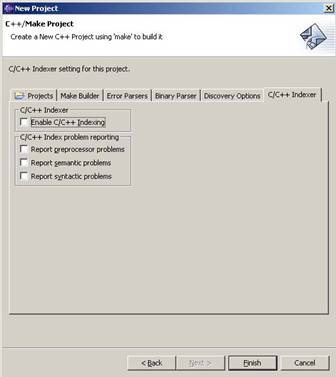 New Project
C++/Make Project
Create a New C++ Project using 'make' to build it
C/C++ Indexer setting for this project.
Projects Make Builder Error Parsers Binary Parser Discovery Options C/C++ Indexer
C/C++ Indexer
Enable C/C++ Indexing
C/C++ Index problem reporting
Report preprocessor problems
Report semantic problems
Report syntactic problems
< Back Next > Finish Cancel